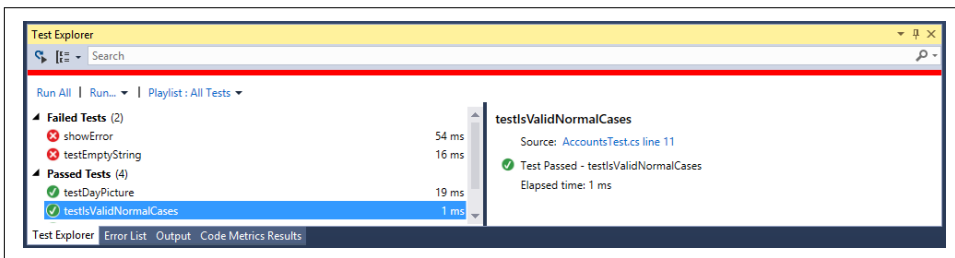 Test Explorer
Search
Run All | Run... | Playlist : All Tests
Failed Tests (2)
showError 54 ms
testEmptyString 16 ms
Passed Tests (4)
testDayPicture 19 ms
testIsValidNormalCases 1 ms
testIsValidNormalCases
Source: AccountsTest.cs line 11
Test Passed - testIsValidNormalCases
Elapsed time: 1 ms
Test Explorer Error List Output Code Metrics Results